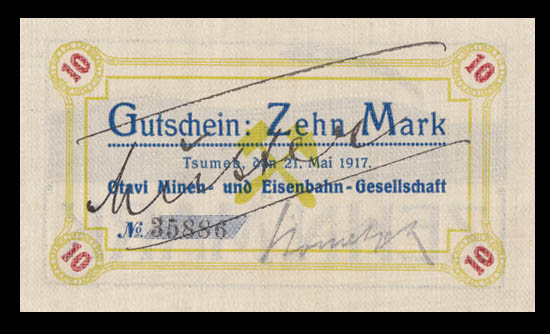 10 10
Gutschein: Zehn Mark
Tsumeb, den 21. Mai 1917.
Otavi Minen- und Eisenbahn-Gesellschaft
№ 35886
10 10